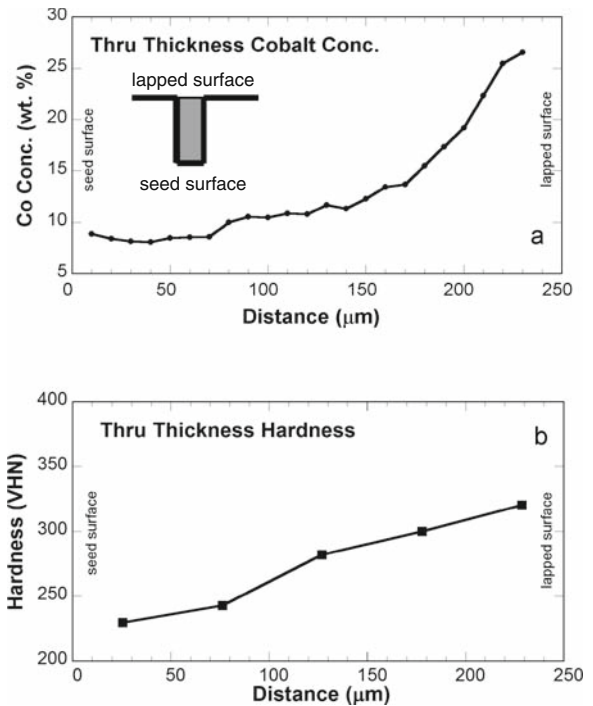 Thru Thickness Cobalt Conc.
lapped surface
seed surface
seed surface
lapped surface
a
Co Conc. (wt. %)
30
25
20
15
10
5
0 50 100 150 200 250
Distance (μm)
Thru Thickness Hardness
b
seed surface
lapped surface
Hardness (VHN)
400
350
300
250
200
0 50 100 150 200 250
Distance (μm)